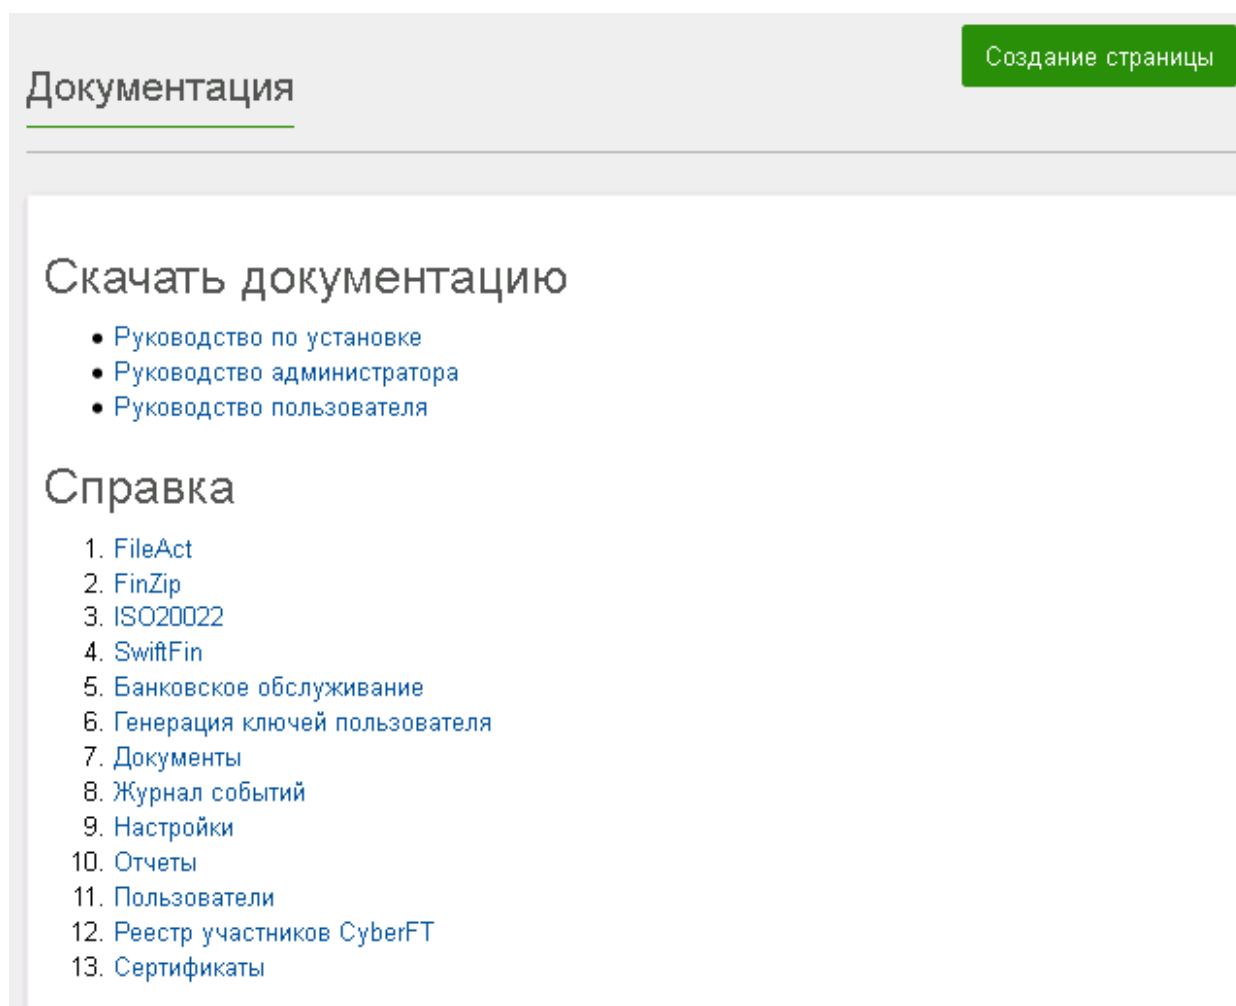 Создание страницы
Документация
Скачать документацию
• Руководство по установке
• Руководство администратора
• Руководство пользователя
Справка
1. FileAct
2. FinZip
3. ISO20022
4. SwiftFin
5. Банковское обслуживание
6. Генерация ключей пользователя
7. Документы
8. Журнал событий
9. Настройки
10. Отчеты
11. Пользователи
12. Реестр участников CyberFT
13. Сертификаты